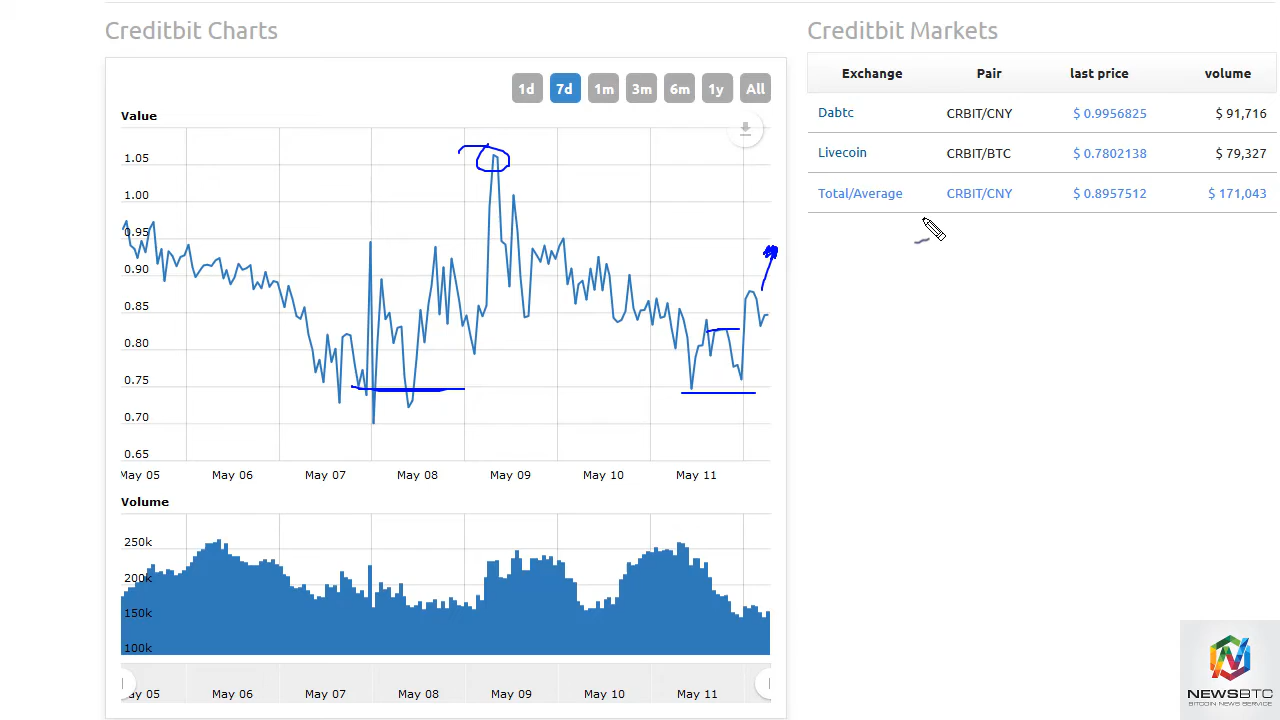 Creditbit Charts
1d 7d 1m 3m 6m 1y All
Value
1.05
1.00
0.95
0.90
0.85
0.80
0.75
0.70
0.65
May 05 May 06 May 07 May 08 May 09 May 10 May 11
Volume
250k
200k
150k
100k
ay 05 May 06 May 07 May 08 May 09 May 10 May 11
Creditbit Markets
Exchange Pair last price volume
Dabtc CRBIT/CNY $ 0.9956825 $ 91,716
Livecoin CRBIT/BTC $ 0.7802138 $ 79,327
Total/Average CRBIT/CNY $ 0.8957512 $ 171,043
NEWSBTC
BITCOIN NEWS SERVICE